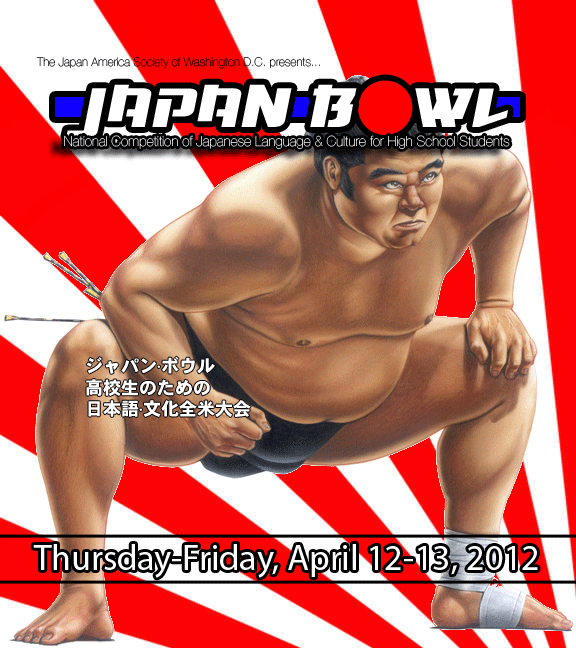 The Japan America Society of Washington D.C. presents...
JAPAN BOWL
National Competition of Japanese Language & Culture for High School Students
ジャパン·ボウル
高校生のための
日本語·文化全米大会
Thursday-Friday, April 12-13, 2012